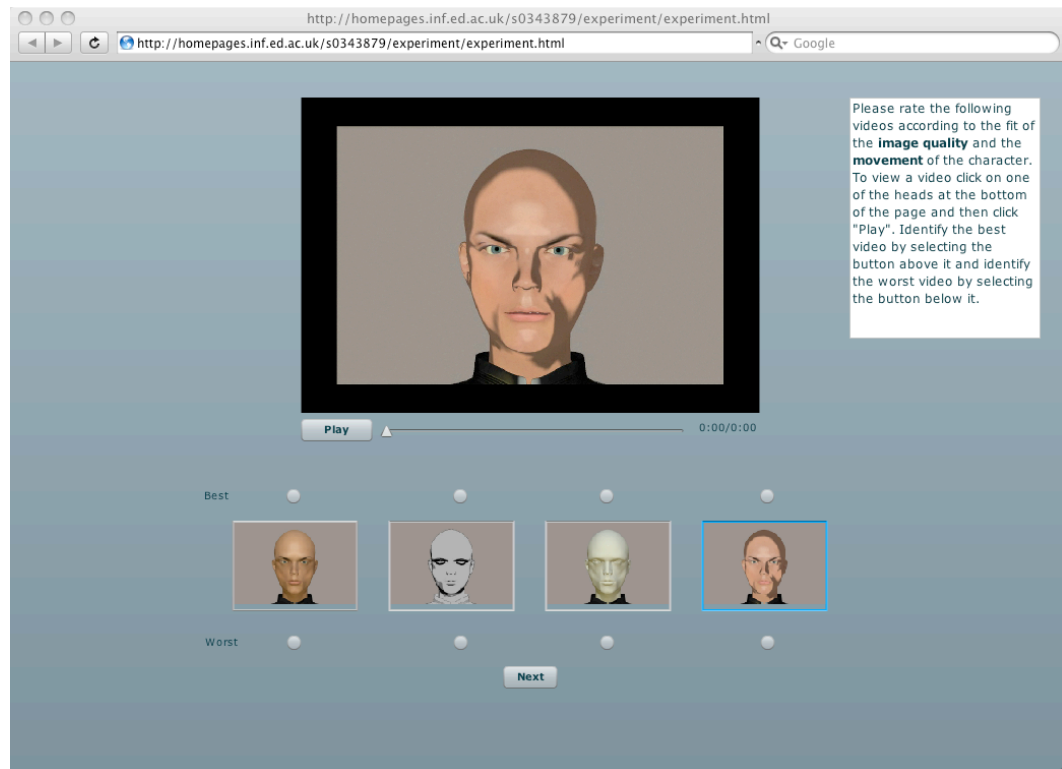 http://homepages.inf.ed.ac.uk/s0343879/experiment/experiment.html
http://homepages.inf.ed.ac.uk/s0343879/experiment/experiment.html
Google
Please rate the following
videos according to the fit of
the image quality and the
movement of the character.
To view a video click on one
of the heads at the bottom
of the page and then click
"Play". Identify the best
video by selecting the
button above it and identify
the worst video by selecting
the button below it.
Play
0:00/0:00
Best
Worst
Next